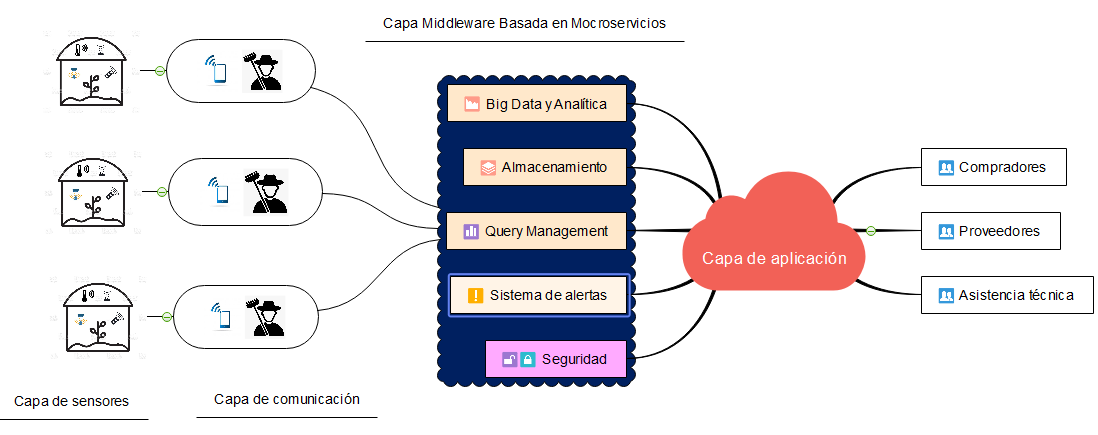 Capa Middleware Basada en Mocroservicios
Big Data y Analítica
Almacenamiento
Query Management
Sistema de alertas
Seguridad
Capa de aplicación
Compradores
Proveedores
Asistencia técnica
Capa de sensores
Capa de comunicación